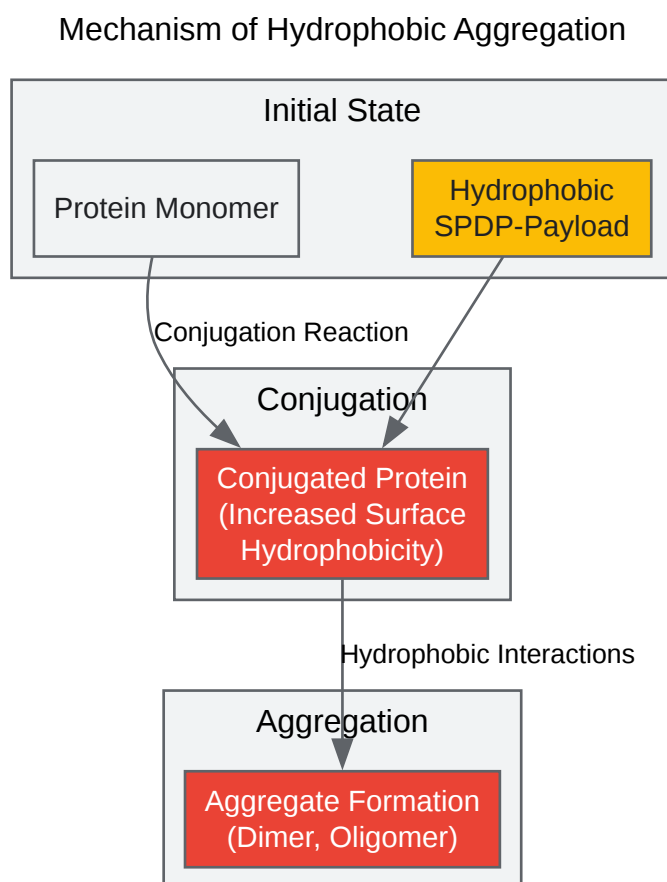 Mechanism of Hydrophobic Aggregation
Initial State
Protein Monomer
Hydrophobic
SPDP-Payload
Conjugation Reaction
Conjugation
Conjugated Protein
(Increased Surface
Hydrophobicity)
Hydrophobic Interactions
Aggregation
Aggregate Formation
(Dimer, Oligomer)